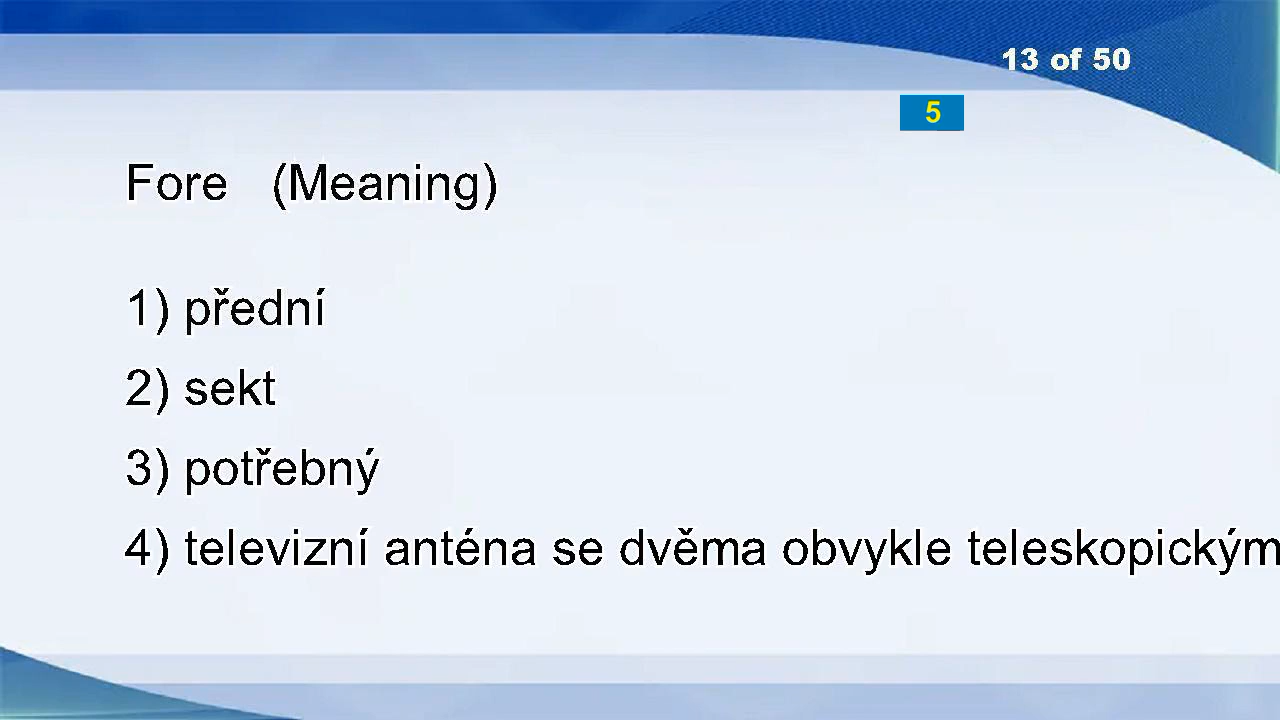 13 of 50
5
Fore (Meaning)
1) přední
2) sekt
3) potřebný
4) televizní anténa se dvěma obvykle teleskopickým